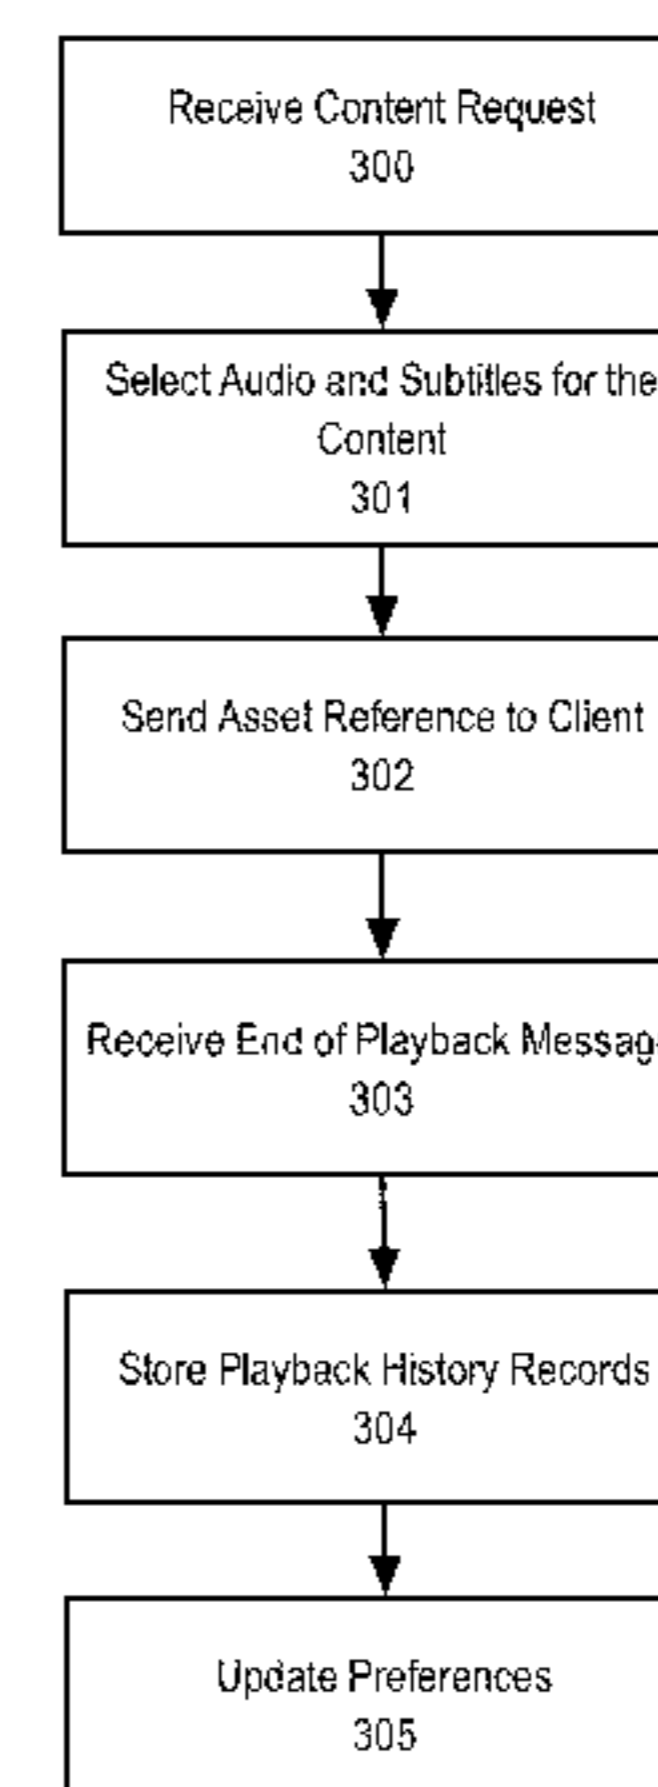 Receive Content Request
300
Select Audio and Subtitles for the
Content
301
Send Asset Reference to Client
302
Receive End of Playback Messag
303
Store Playback History Records
304
Update Preferences
305